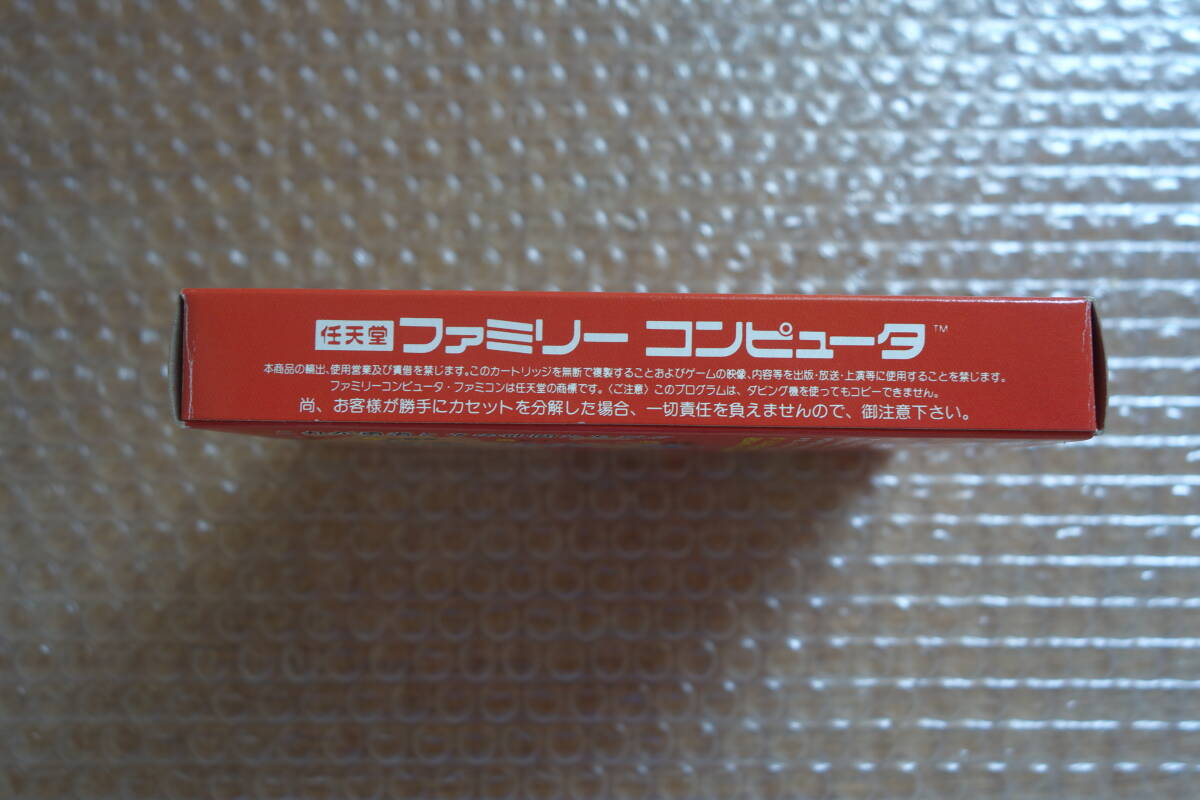 任天堂 ファミリー コンピュータ™
本商品の輸出、使用営業及び賃借を禁じます。このカートリッジを無断で複製することおよびゲームの映像、内容等を出版・放送・上演等に使用することを禁じます。
ファミリーコンピュータ・ファミコンは任天堂の商標です。〈ご注意〉このプログラムは、ダビング機を使ってもコピーできません。
尚、お客様が勝手にカセットを分解した場合、一切責任を負えませんので、御注意下さい。